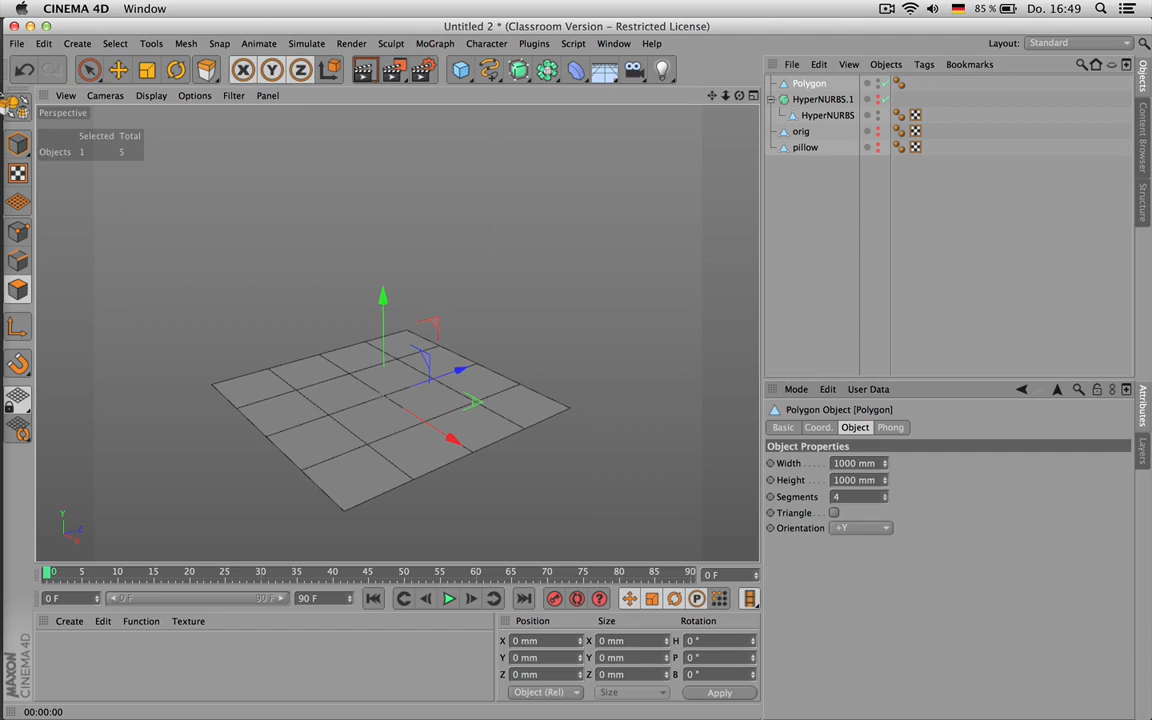 CINEMA 4D Window 85 % Do. 16:49
Untitled 2 * (Classroom Version - Restricted License)
File Edit Create Select Tools Mesh Snap Animate Simulate Render Sculpt MoGraph Character Plugins Script Window Help Layout: Standard
X Y Z
File Edit View Objects Tags Bookmarks
Polygon
HyperNURBS.1
HyperNURBS
orig
pillow
Objects
Content Browser
Structure
View Cameras Display Options Filter Panel
Perspective
Selected Total
Objects 1 5
Y
Z
X
Mode Edit User Data
Polygon Object [Polygon]
Basic Coord. Object Phong
Object Properties
Width 1000 mm
Height 1000 mm
Segments 4
Triangle
Orientation +Y
Attributes
Layers
0 5 10 15 20 25 30 35 40 45 50 55 60 65 70 75 80 85 90 0 F
0 F 0 F 90 F 90 F
P
Create Edit Function Texture
Position Size Rotation
X 0 mm X 0 mm H 0 °
Y 0 mm Y 0 mm P 0 °
Z 0 mm Z 0 mm B 0 °
Object (Rel) Size Apply
MAXON
CINEMA 4D
00:00:00